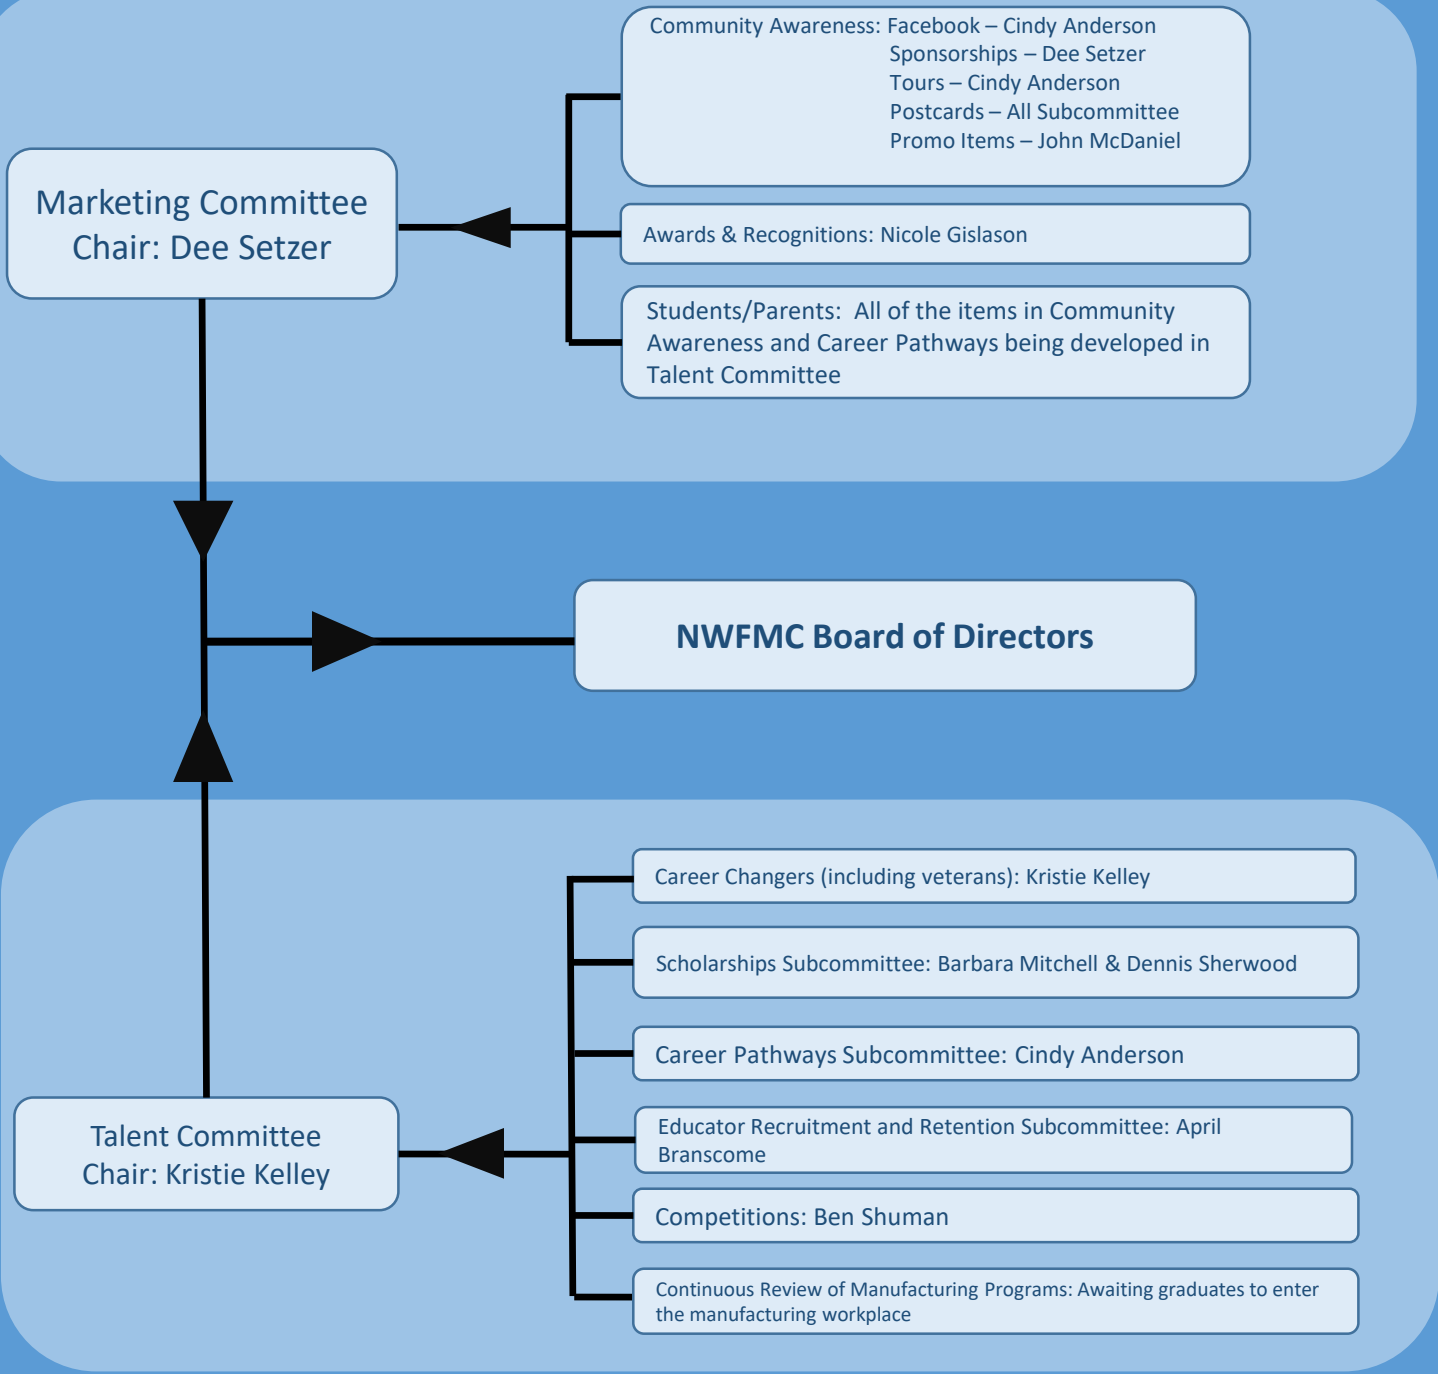 Community Awareness: Facebook – Cindy Anderson
Sponsorships – Dee Setzer
Tours – Cindy Anderson
Postcards – All Subcommittee
Promo Items – John McDaniel
Marketing Committee
Chair: Dee Setzer
Awards & Recognitions: Nicole Gislason
Students/Parents:  All of the items in Community
Awareness and Career Pathways being developed in
Talent Committee
NWFMC Board of Directors
Career Changers (including veterans): Kristie Kelley
Scholarships Subcommittee: Barbara Mitchell & Dennis Sherwood
Career Pathways Subcommittee: Cindy Anderson
Educator Recruitment and Retention Subcommittee: April
Branscome
Talent Committee
Chair: Kristie Kelley
Competitions: Ben Shuman
Continuous Review of Manufacturing Programs: Awaiting graduates to enter
the manufacturing workplace